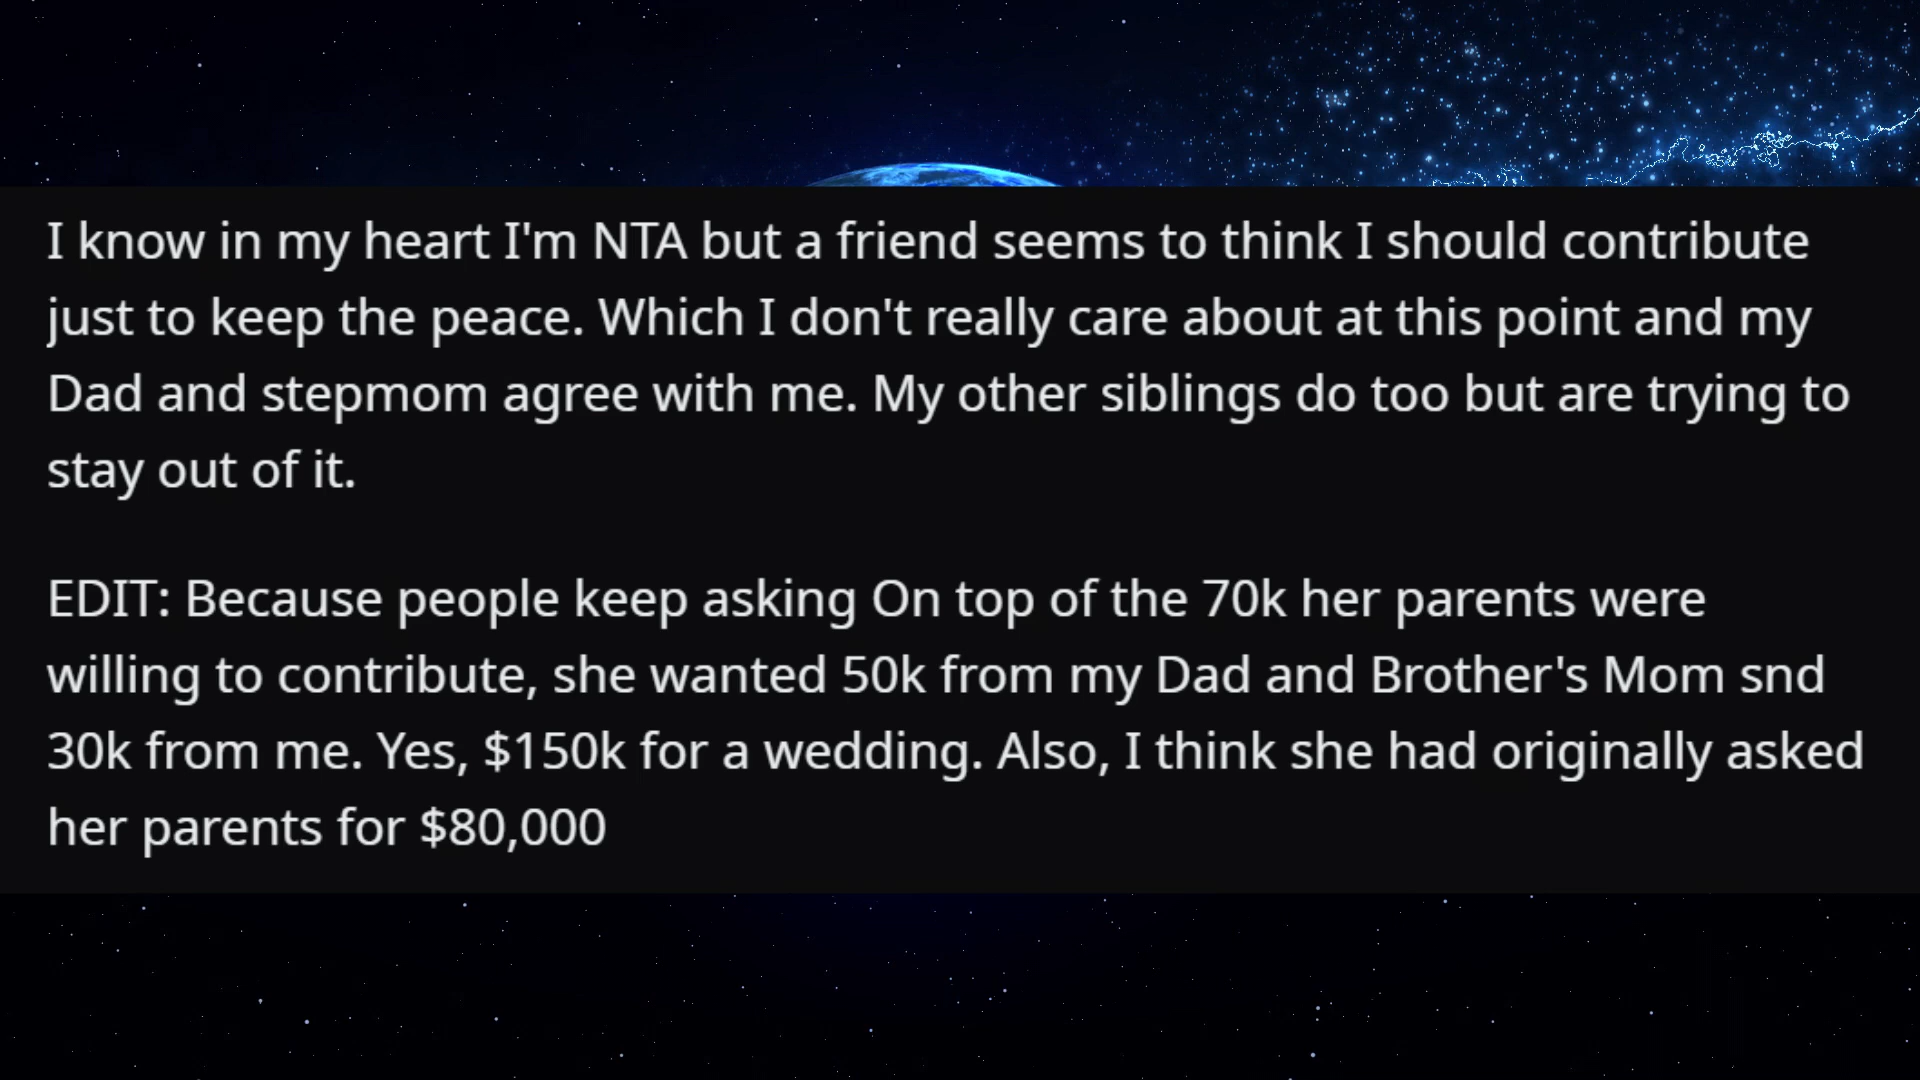 I know in my heart I'm NTA but a friend seems to think I should contribute
just to keep the peace. Which I don't really care about at this point and my
Dad and stepmom agree with me. My other siblings do too but are trying to
stay out of it.
EDIT: Because people keep asking On top of the 70k her parents were
willing to contribute, she wanted 50k from my Dad and Brother's Mom snd
30k from me. Yes, $150k for a wedding. Also, I think she had originally asked
her parents for $80,000